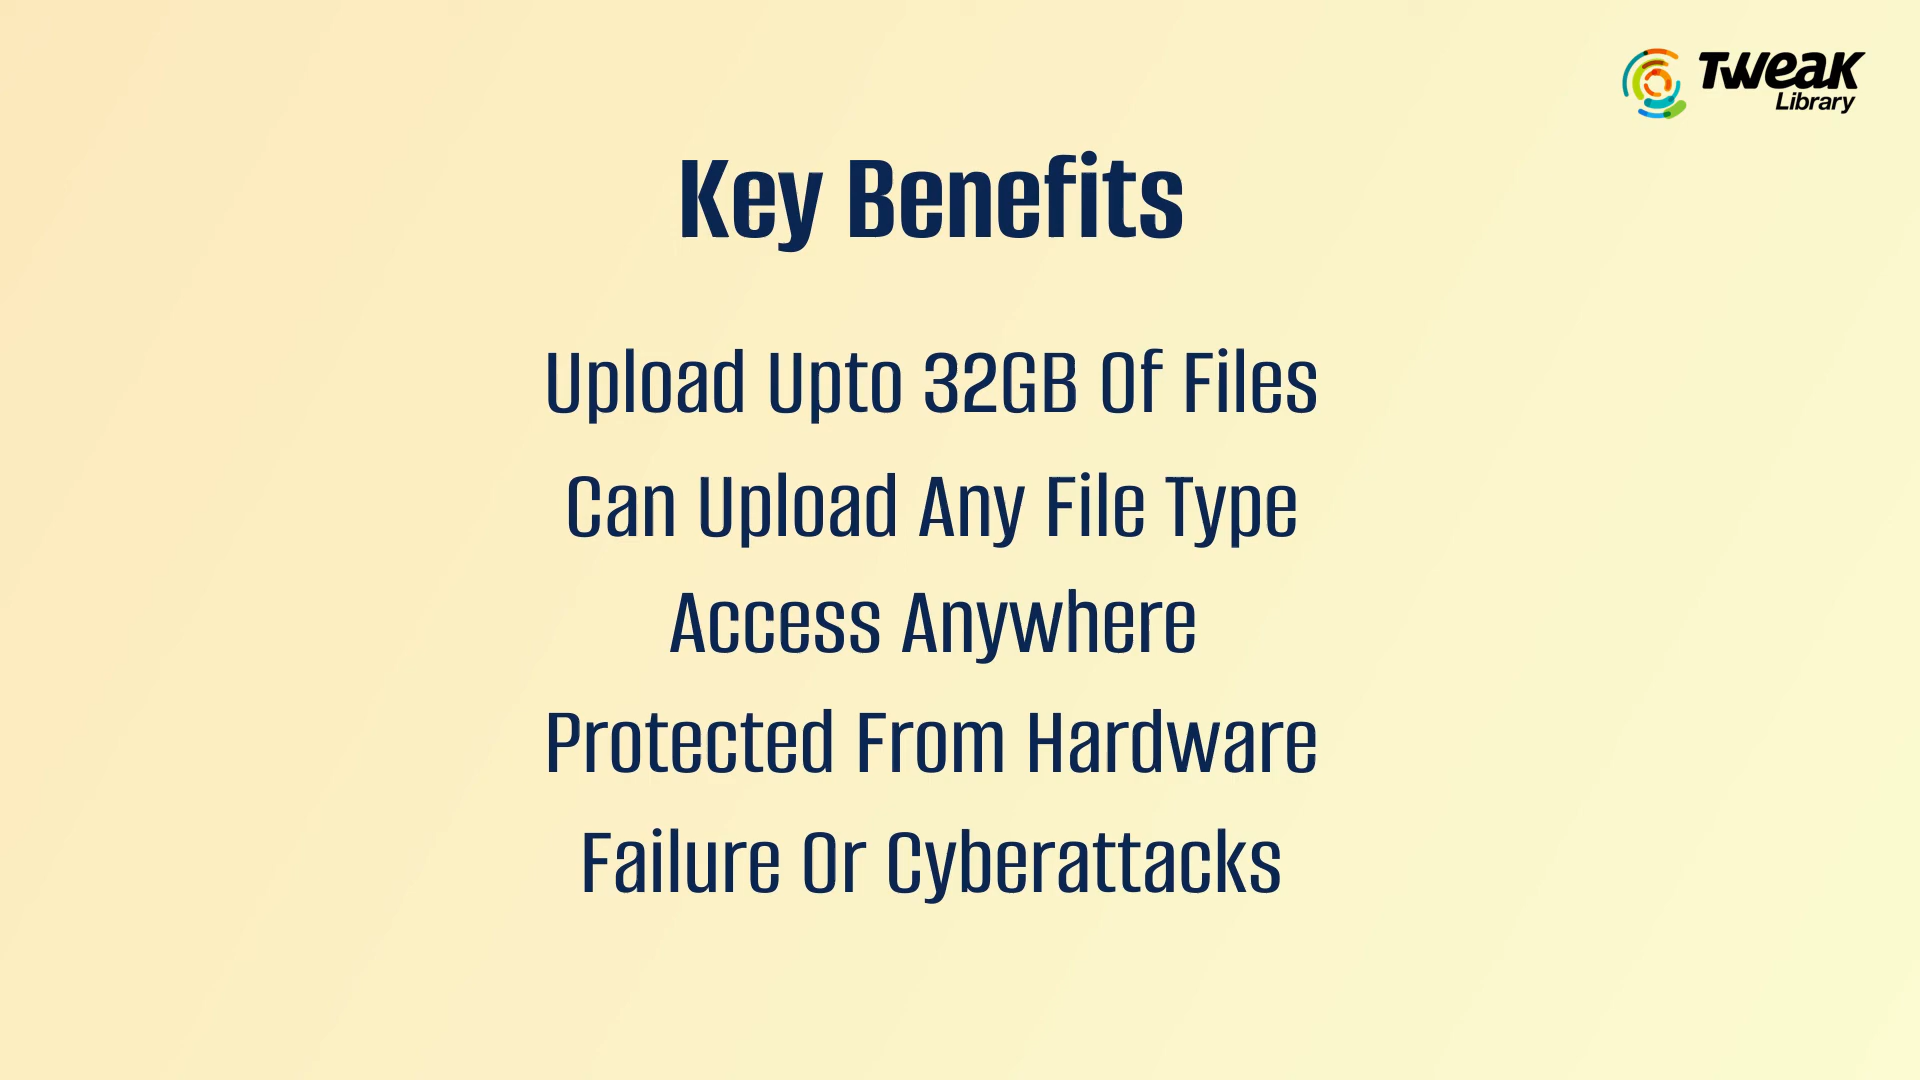 TWEAK
Library
Key Benefits
Upload Upto 32GB Of Files
Can Upload Any File Type
Access Anywhere
Protected From Hardware
Failure Or Cyberattacks